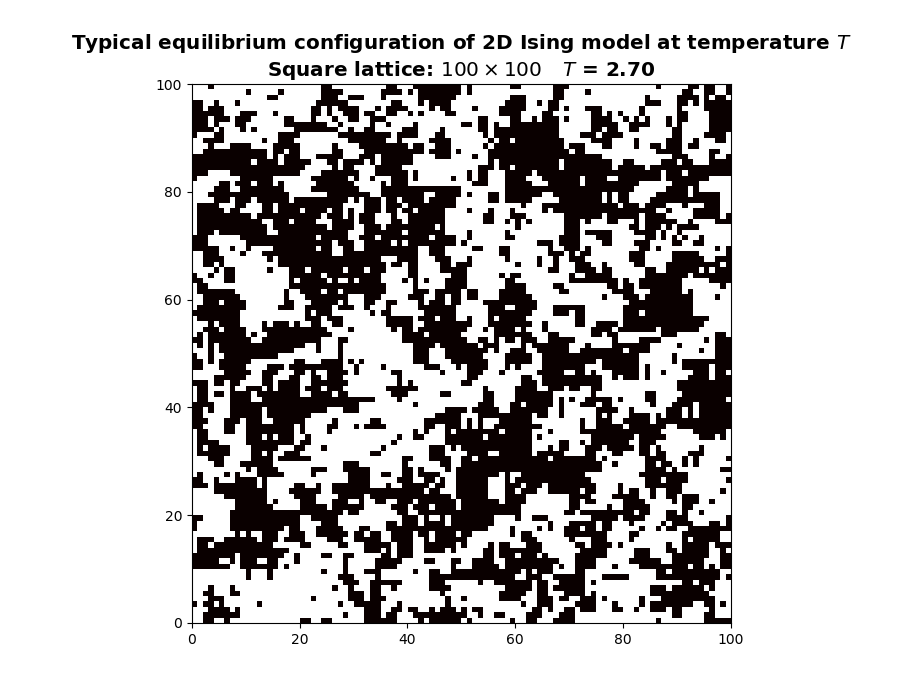 Typical equilibrium configuration of 2D Ising model at temperature T
Square lattice: 100 × 100 T = 2.70
100
80
60
40
20
0
0 20 40 60 80 100